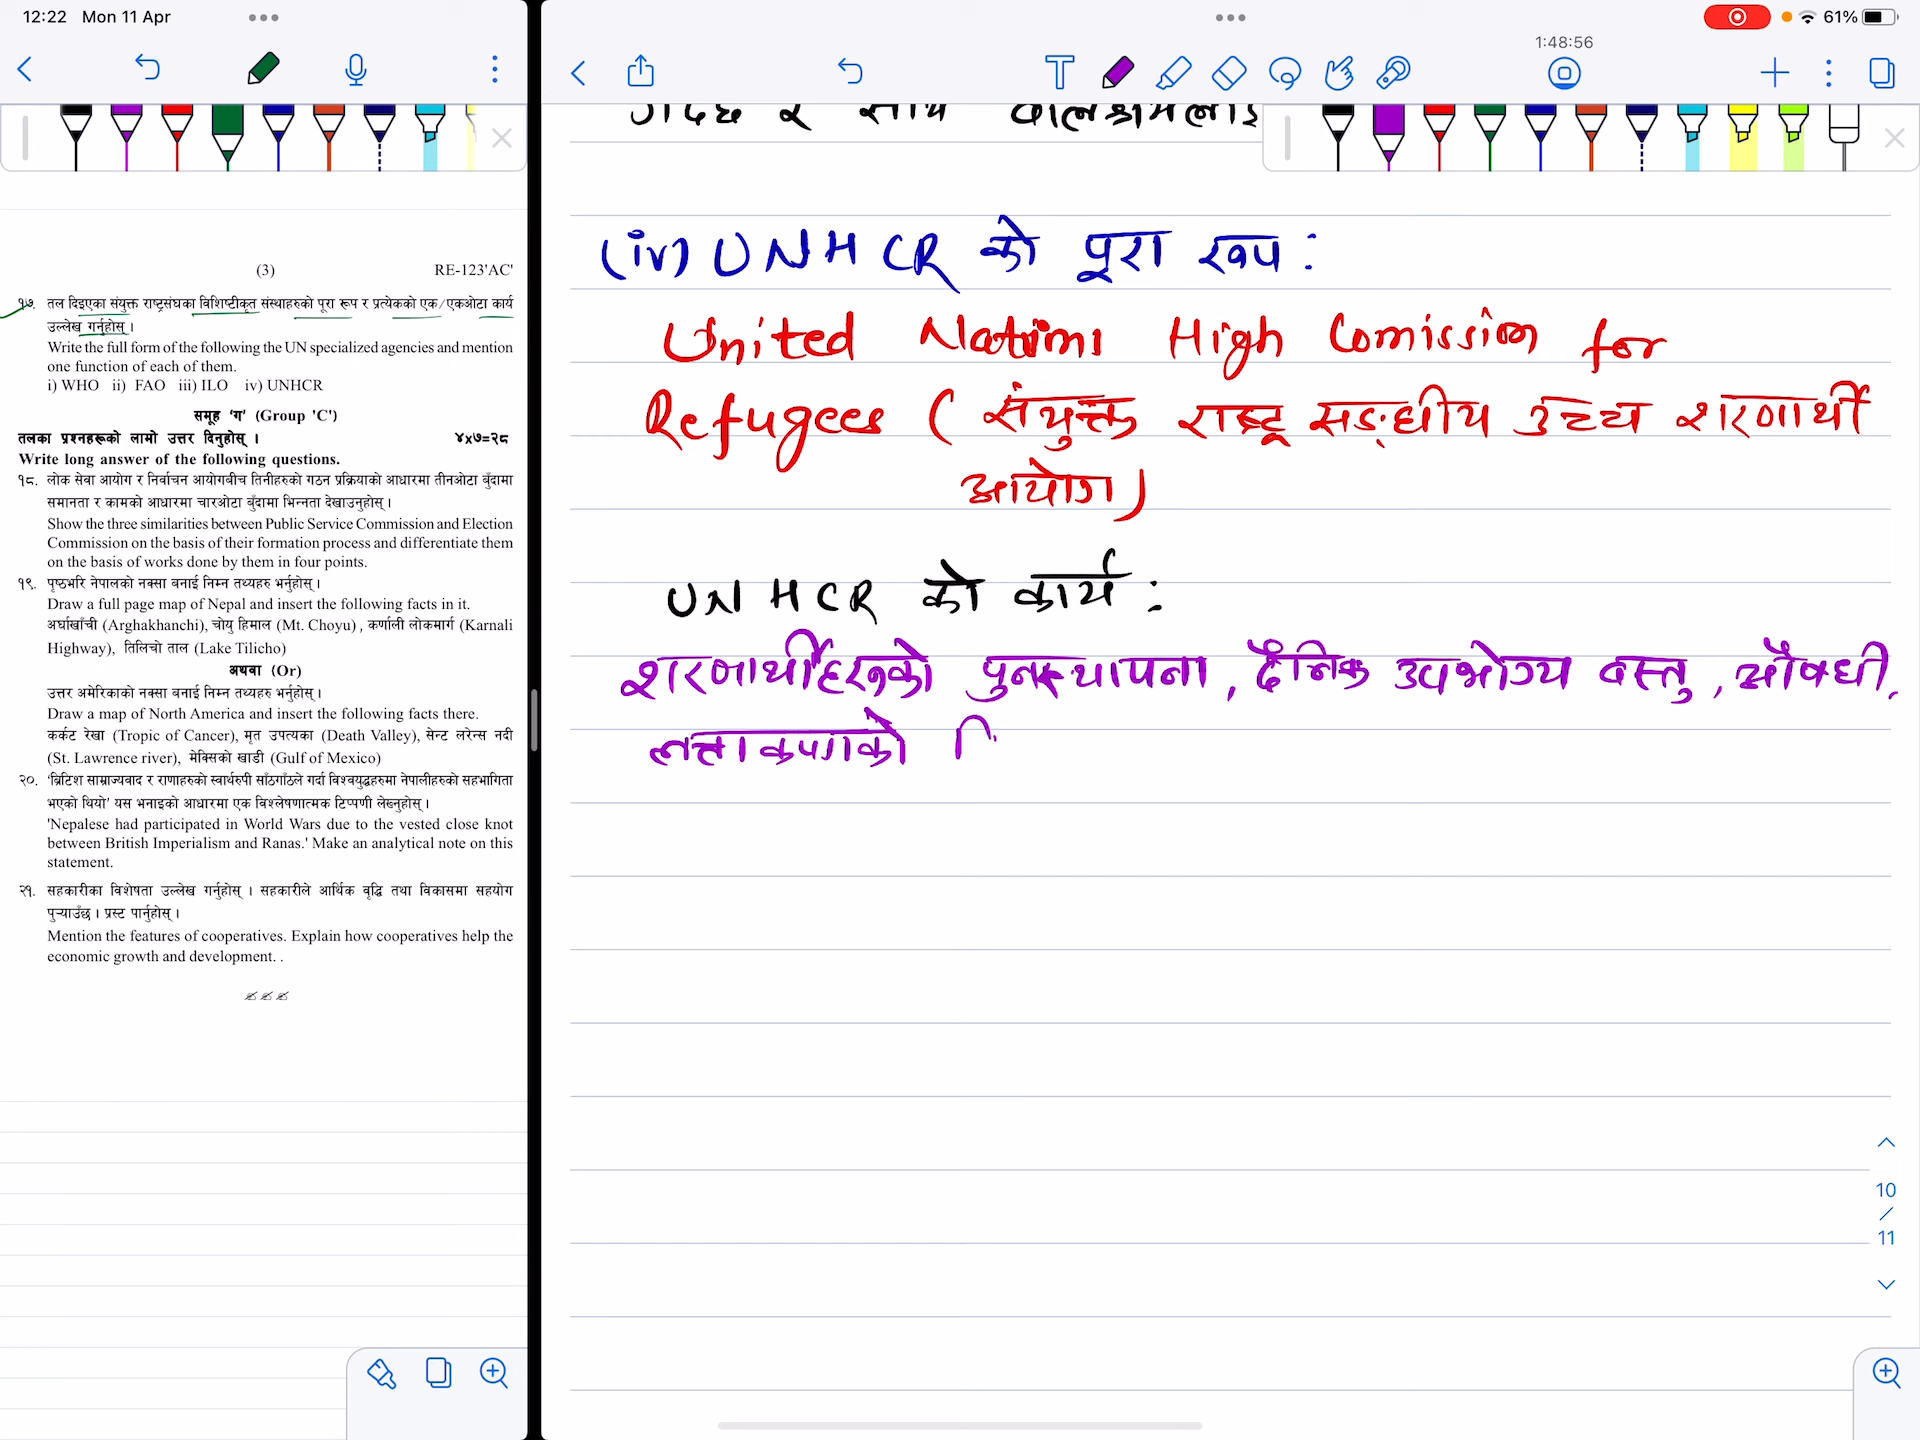 12:22 Mon 11 Apr
61%
1:48:56
(3) RE-123'AC'
१७. तल दिइएका संयुक्त राष्ट्रसंघका विशिष्टीकृत संस्थाहरुको पूरा रूप र प्रत्येकको एक/एकओटा कार्य
उल्लेख गर्नुहोस् ।
Write the full form of the following the UN specialized agencies and mention
one function of each of them.
i) WHO ii) FAO iii) ILO iv) UNHCR
समूह ‘ग’ (Group 'C')
तलका प्रश्नहरूको लामो उत्तर दिनुहोस् । ४x७=२८
Write long answer of the following questions.
१८. लोक सेवा आयोग र निर्वाचन आयोगबीच तिनीहरुको गठन प्रक्रियाको आधारमा तीनओटा बुँदामा
समानता र कामको आधारमा चारओटा बुँदामा भिन्नता देखाउनुहोस् ।
Show the three similarities between Public Service Commission and Election
Commission on the basis of their formation process and differentiate them
on the basis of works done by them in four points.
१९. पृष्ठभरि नेपालको नक्सा बनाई निम्न तथ्यहरु भर्नुहोस् ।
Draw a full page map of Nepal and insert the following facts in it.
अर्घाखाँची (Arghakhanchi), चोयु हिमाल (Mt. Choyu) , कर्णाली लोकमार्ग (Karnali
Highway), तिलिचो ताल (Lake Tilicho)
अथवा (Or)
उत्तर अमेरिकाको नक्सा बनाई निम्न तथ्यहरु भर्नुहोस् ।
Draw a map of North America and insert the following facts there.
कर्कट रेखा (Tropic of Cancer), मृत उपत्यका (Death Valley), सेन्ट लरेन्स नदी
(St. Lawrence river), मेक्सिको खाडी (Gulf of Mexico)
२०. ‘ब्रिटिश साम्राज्यवाद र राणाहरुको स्वार्थरुपी साँठगाँठले गर्दा विश्वयुद्धहरुमा नेपालीहरुको सहभागिता
भएको थियो’ यस भनाइको आधारमा एक विश्लेषणात्मक टिप्पणी लेख्नुहोस् ।
'Nepalese had participated in World Wars due to the vested close knot
between British Imperialism and Ranas.' Make an analytical note on this
statement.
२१. सहकारीका विशेषता उल्लेख गर्नुहोस् । सहकारीले आर्थिक वृद्धि तथा विकासमा सहयोग
पुऱ्याउँछ । प्रस्ट पार्नुहोस् ।
Mention the features of cooperatives. Explain how cooperatives help the
economic growth and development. .
गर्दछ र साथै बालश्रमलाई
(iv) UNHCR को पूरा रूप :
United Nations High Comission for
Refugees (संयुक्त राष्ट्र सङ्घीय उच्च शरणार्थी
आयोग)
UNHCR को कार्य :
शरणार्थीहरूको पुनस्थापना, दैनिक उपभोग्य वस्तु, औषधी,
लत्ताकपडाको
10
/
11